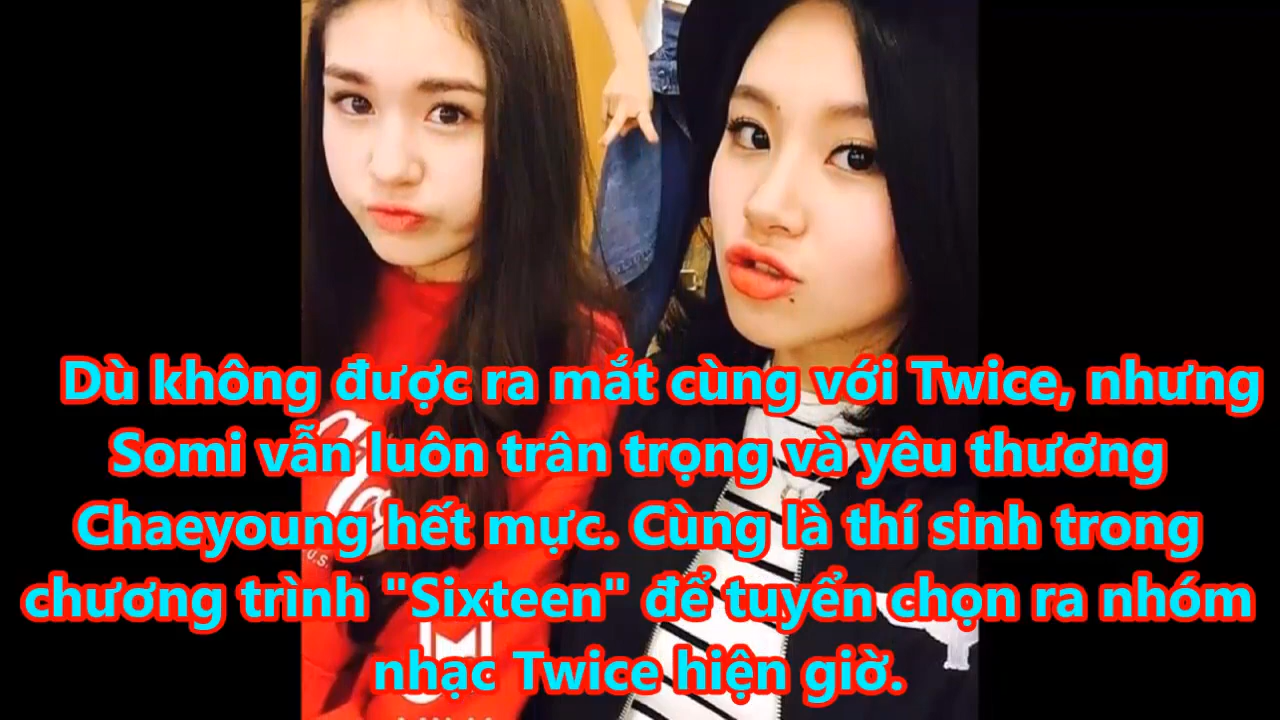 Dù không được ra mắt cùng với Twice, nhưng
Somi vẫn luôn trân trọng và yêu thương
Chaeyoung hết mực. Cùng là thí sinh trong
chương trình "Sixteen" để tuyển chọn ra nhóm
nhạc Twice hiện giờ.